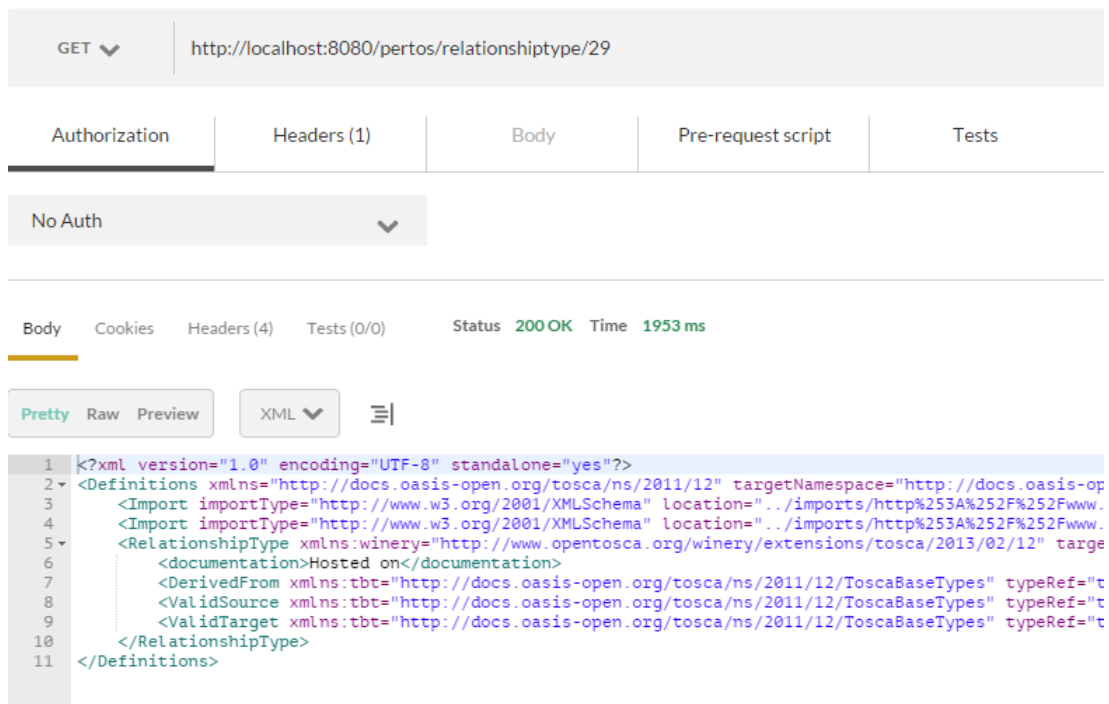 GET http://localhost:8080/pertos/relationshiptype/29
Authorization Headers (1) Body Pre-request script Tests
No Auth
Body Cookies Headers (4) Tests (0/0) Status 200 OK Time 1953 ms
Pretty Raw Preview XML
1 <?xml version="1.0" encoding="UTF-8" standalone="yes"?>
2 <Definitions xmlns="http://docs.oasis-open.org/tosca/ns/2011/12" targetNamespace="http://docs.oasis-op
3 <Import importType="http://www.w3.org/2001/XMLSchema" location="../imports/http%253A%252F%252Fwww.
4 <Import importType="http://www.w3.org/2001/XMLSchema" location="../imports/http%253A%252F%252Fwww.
5 <RelationshipType xmlns:winery="http://www.opentosca.org/winery/extensions/tosca/2013/02/12" targe
6 <documentation>Hosted on</documentation>
7 <DerivedFrom xmlns:tbt="http://docs.oasis-open.org/tosca/ns/2011/12/ToscaBaseTypes" typeRef="t
8 <ValidSource xmlns:tbt="http://docs.oasis-open.org/tosca/ns/2011/12/ToscaBaseTypes" typeRef="t
9 <ValidTarget xmlns:tbt="http://docs.oasis-open.org/tosca/ns/2011/12/ToscaBaseTypes" typeRef="t
10 </RelationshipType>
11 </Definitions>